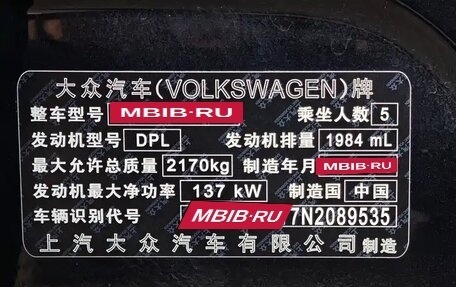 大众汽车(VOLKSWAGEN)牌
整车型号 MBIB·RU 乘坐人数 5
发动机型号 DPL 发动机排量 1984 mL
最大允许总质量 2170kg 制造年月 MBIB·RU
发动机最大净功率 137 kW 制造国 中国
车辆识别代号 MBIB·RU 7N2089535
上汽大众汽车有限公司 制造